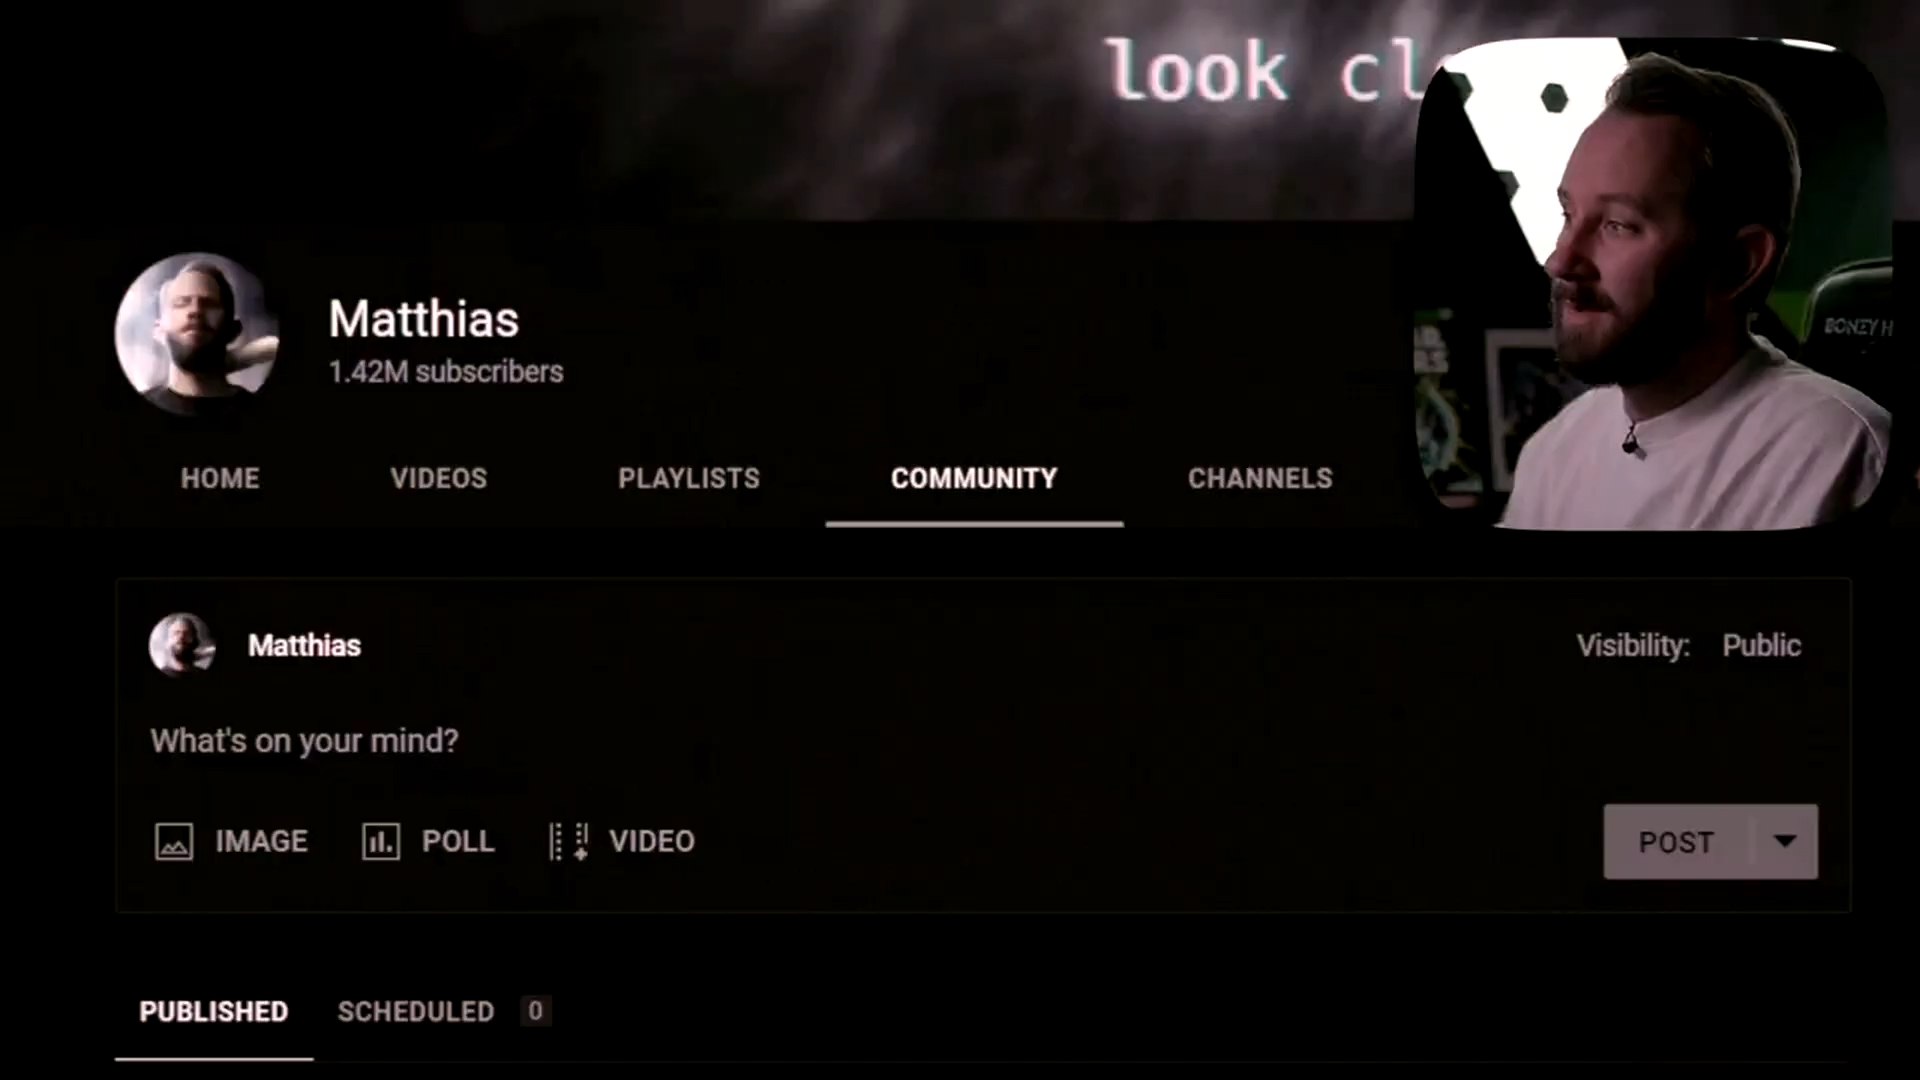 look cl
Matthias
1.42M subscribers
HOME VIDEOS PLAYLISTS COMMUNITY CHANNELS
BONEY H
Matthias
Visibility: Public
What's on your mind?
IMAGE POLL VIDEO
POST
PUBLISHED SCHEDULED 0